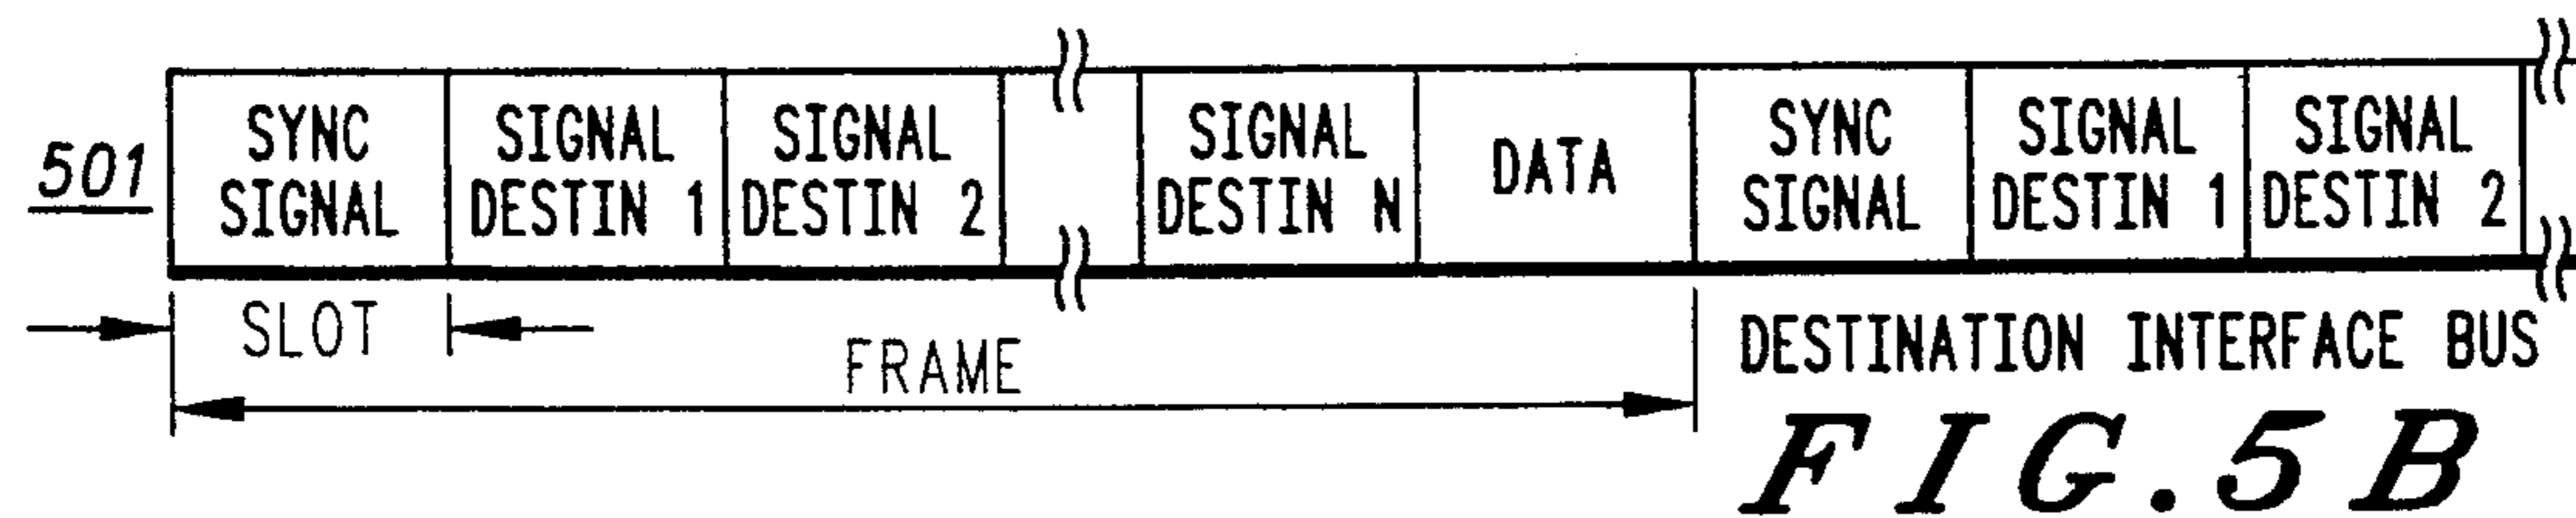 501
SYNC
SIGNAL
SIGNAL
DESTIN 1
SIGNAL
DESTIN 2
SIGNAL
DESTIN N
DATA
SYNC
SIGNAL
SIGNAL
DESTIN 1
SIGNAL
DESTIN 2
SLOT
FRAME
DESTINATION INTERFACE BUS
FIG.5B